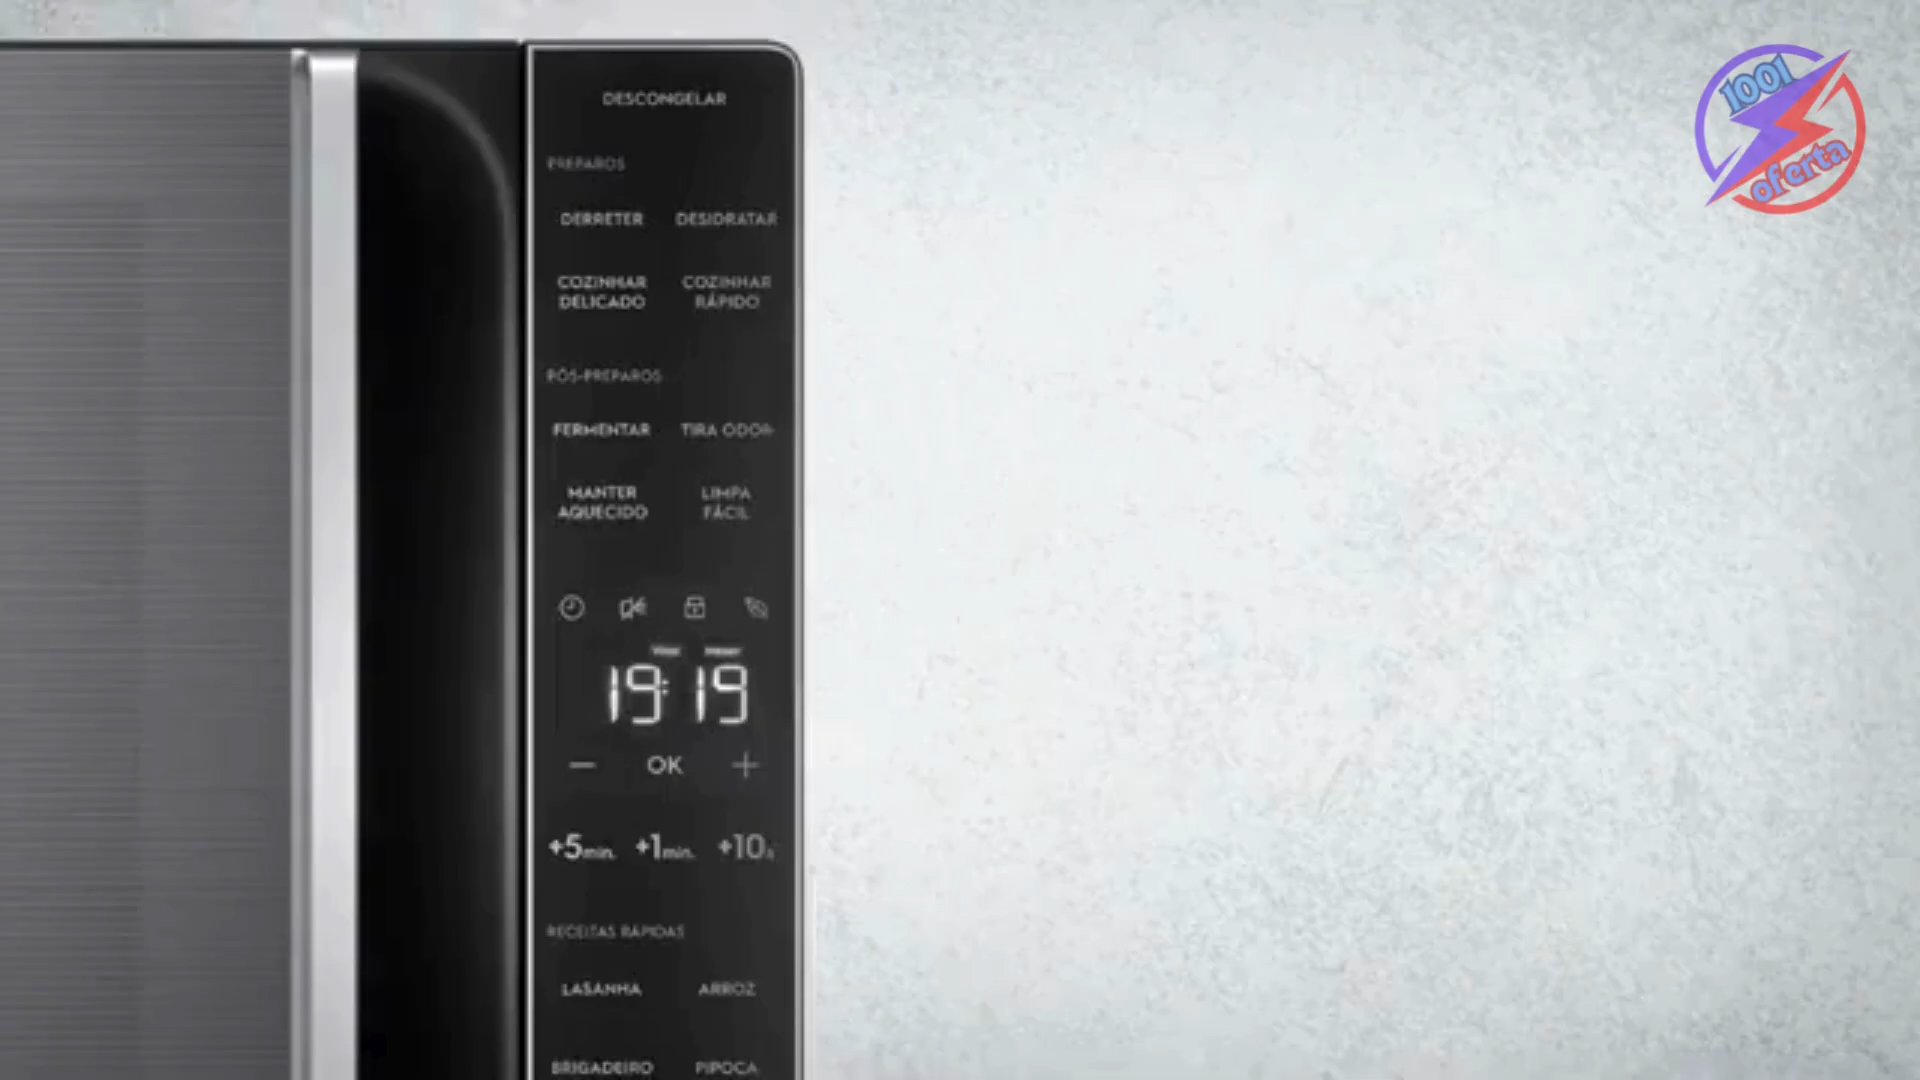 1001
oferta
DESCONGELAR
PREPAROS
DERRETER DESIDRATAR
COZINHAR DELICADO
COZINHAR RÁPIDO
PÓS-PREPAROS
FERMENTAR TIRA ODOR
MANTER AQUECIDO
LIMPA FÁCIL
19:19
— OK +
+5min. +1min. +10s
RECEITAS RÁPIDAS
LASANHA ARROZ
BRIGADEIRO PIPOCA